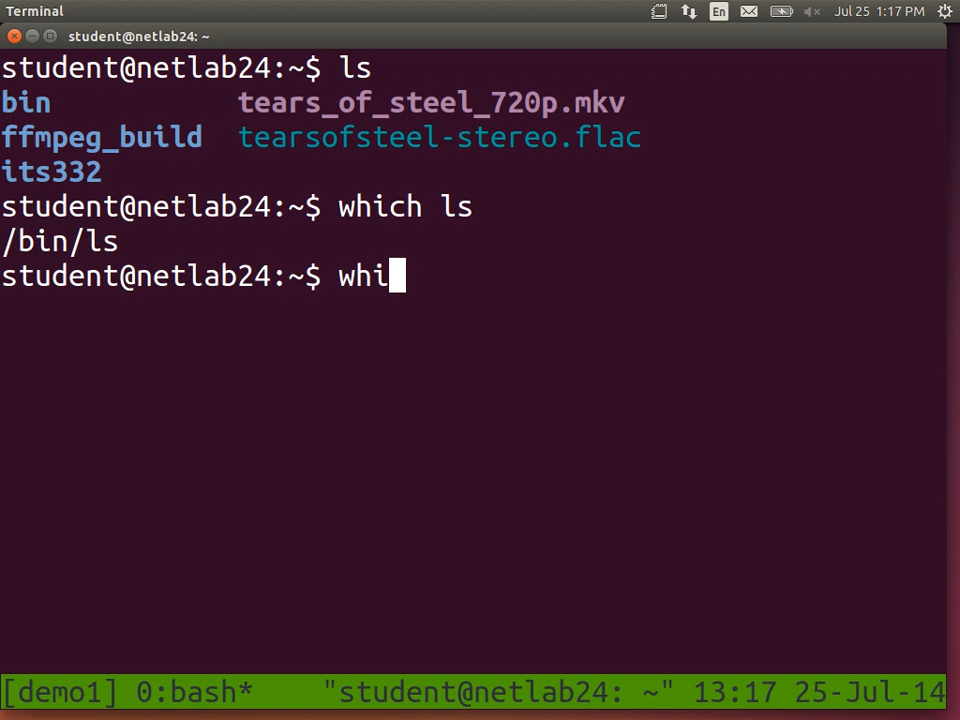 Terminal En Jul 25 1:17 PM
student@netlab24: ~
student@netlab24:~$ ls
bin tears_of_steel_720p.mkv
ffmpeg_build tearsofsteel-stereo.flac
its332
student@netlab24:~$ which ls
/bin/ls
student@netlab24:~$ whi
[demo1] 0:bash* "student@netlab24: ~" 13:17 25-Jul-14